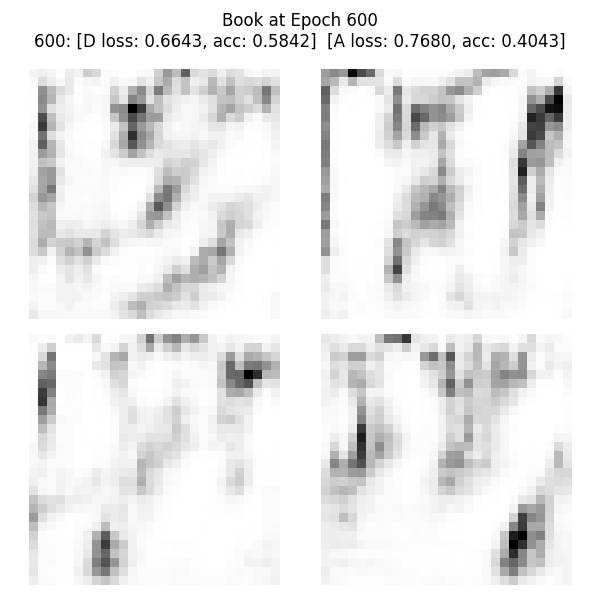 Book at Epoch 600
600: [D loss: 0.6643, acc: 0.5842]  [A loss: 0.7680, acc: 0.4043]